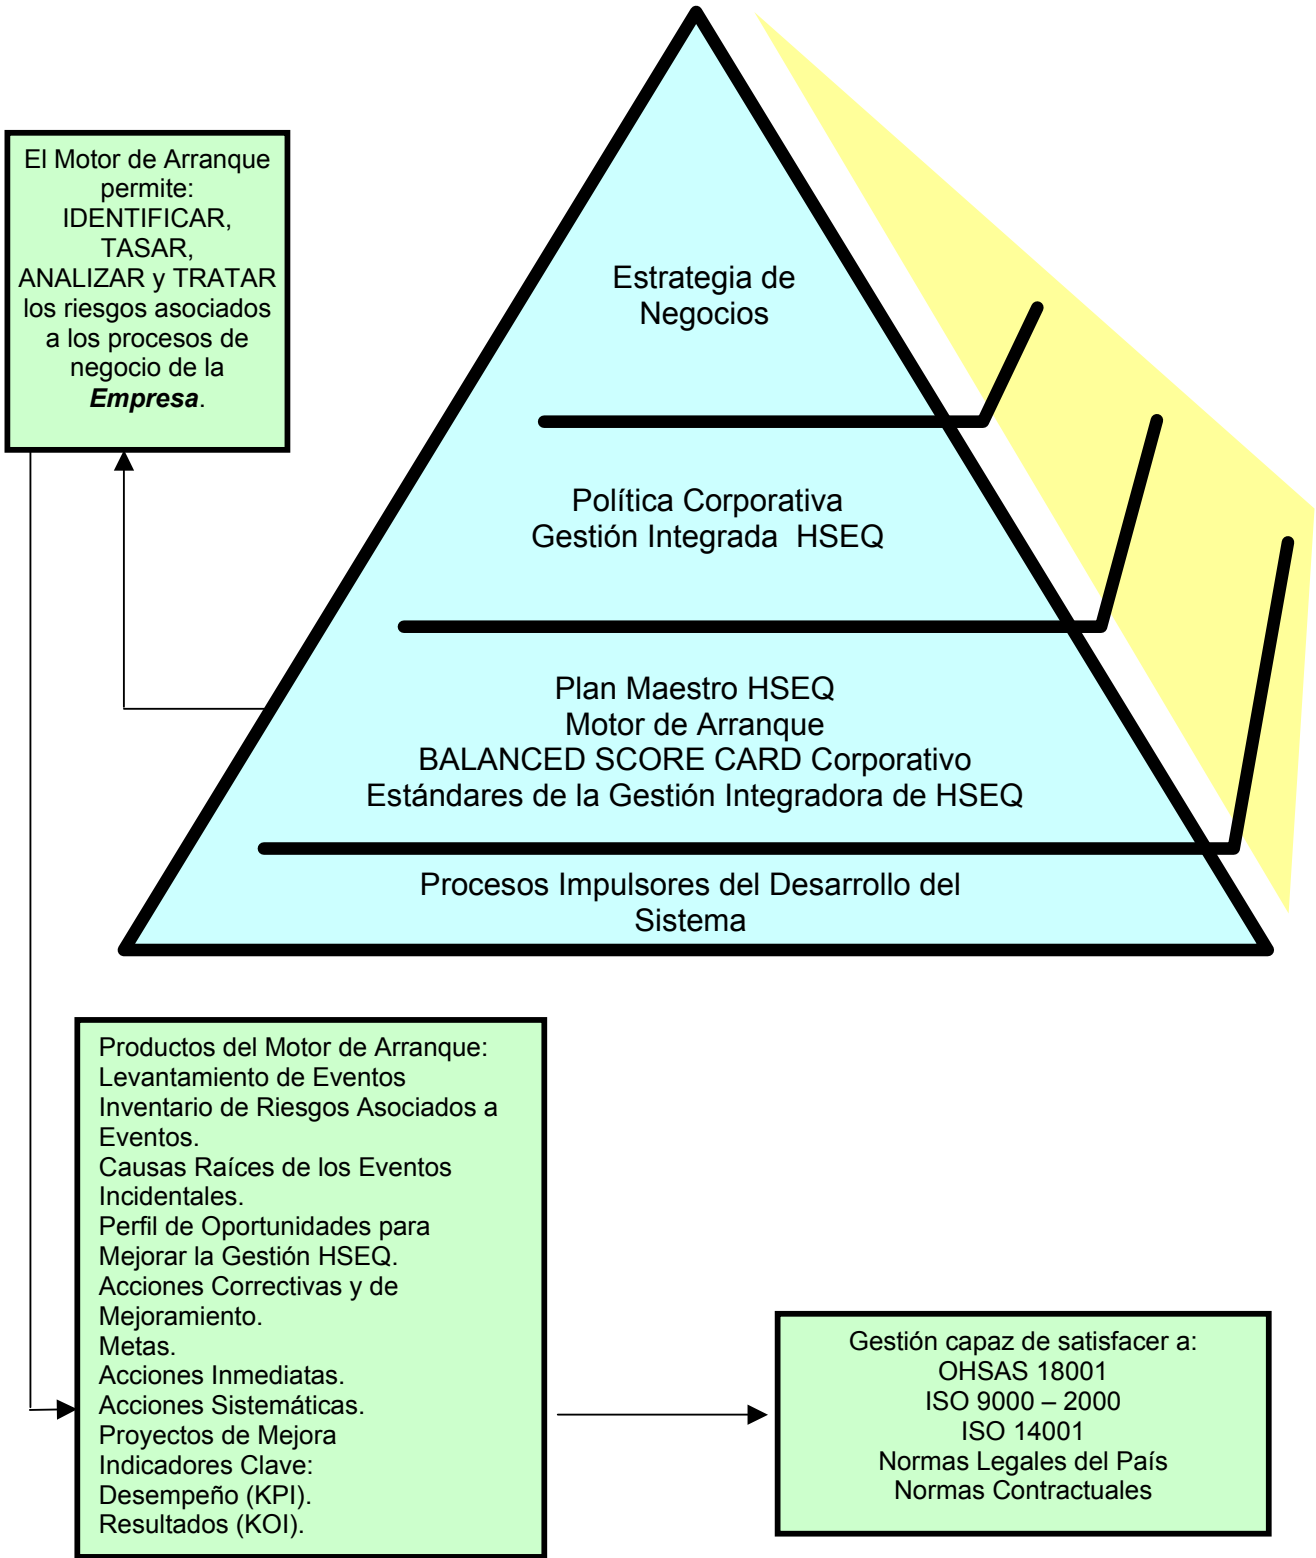 El Motor de Arranque
permite:
IDENTIFICAR,
TASAR,
ANALIZAR y TRATAR
los riesgos asociados
a los procesos de
negocio de la
Empresa.
Estrategia de
Negocios
Política Corporativa
Gestión Integrada HSEQ
Plan Maestro HSEQ
Motor de Arranque
BALANCED SCORE CARD Corporativo
Estándares de la Gestión Integradora de HSEQ
Procesos Impulsores del Desarrollo del
Sistema
Productos del Motor de Arranque:
Levantamiento de Eventos
Inventario de Riesgos Asociados a
Eventos.
Causas Raíces de los Eventos
Incidentales.
Perfil de Oportunidades para
Mejorar la Gestión HSEQ.
Acciones Correctivas y de
Mejoramiento.
Metas.
Acciones Inmediatas.
Acciones Sistemáticas.
Proyectos de Mejora
Indicadores Clave:
Desempeño (KPI).
Resultados (KOI).
Gestión capaz de satisfacer a:
OHSAS 18001
ISO 9000 – 2000
ISO 14001
Normas Legales del País
Normas Contractuales